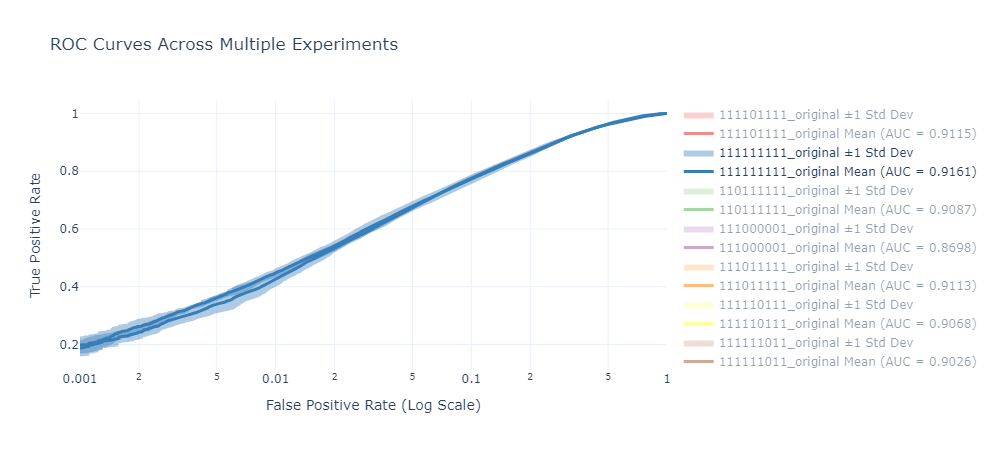 ROC Curves Across Multiple Experiments
True Positive Rate
1
0.8
0.6
0.4
0.2
0.001
2
5
0.01
2
5
0.1
2
5
1
False Positive Rate (Log Scale)
111101111_original ±1 Std Dev
111101111_original Mean (AUC = 0.9115)
111111111_original ±1 Std Dev
111111111_original Mean (AUC = 0.9161)
110111111_original ±1 Std Dev
110111111_original Mean (AUC = 0.9087)
111000001_original ±1 Std Dev
111000001_original Mean (AUC = 0.8698)
111011111_original ±1 Std Dev
111011111_original Mean (AUC = 0.9113)
111110111_original ±1 Std Dev
111110111_original Mean (AUC = 0.9068)
111111011_original ±1 Std Dev
111111011_original Mean (AUC = 0.9026)